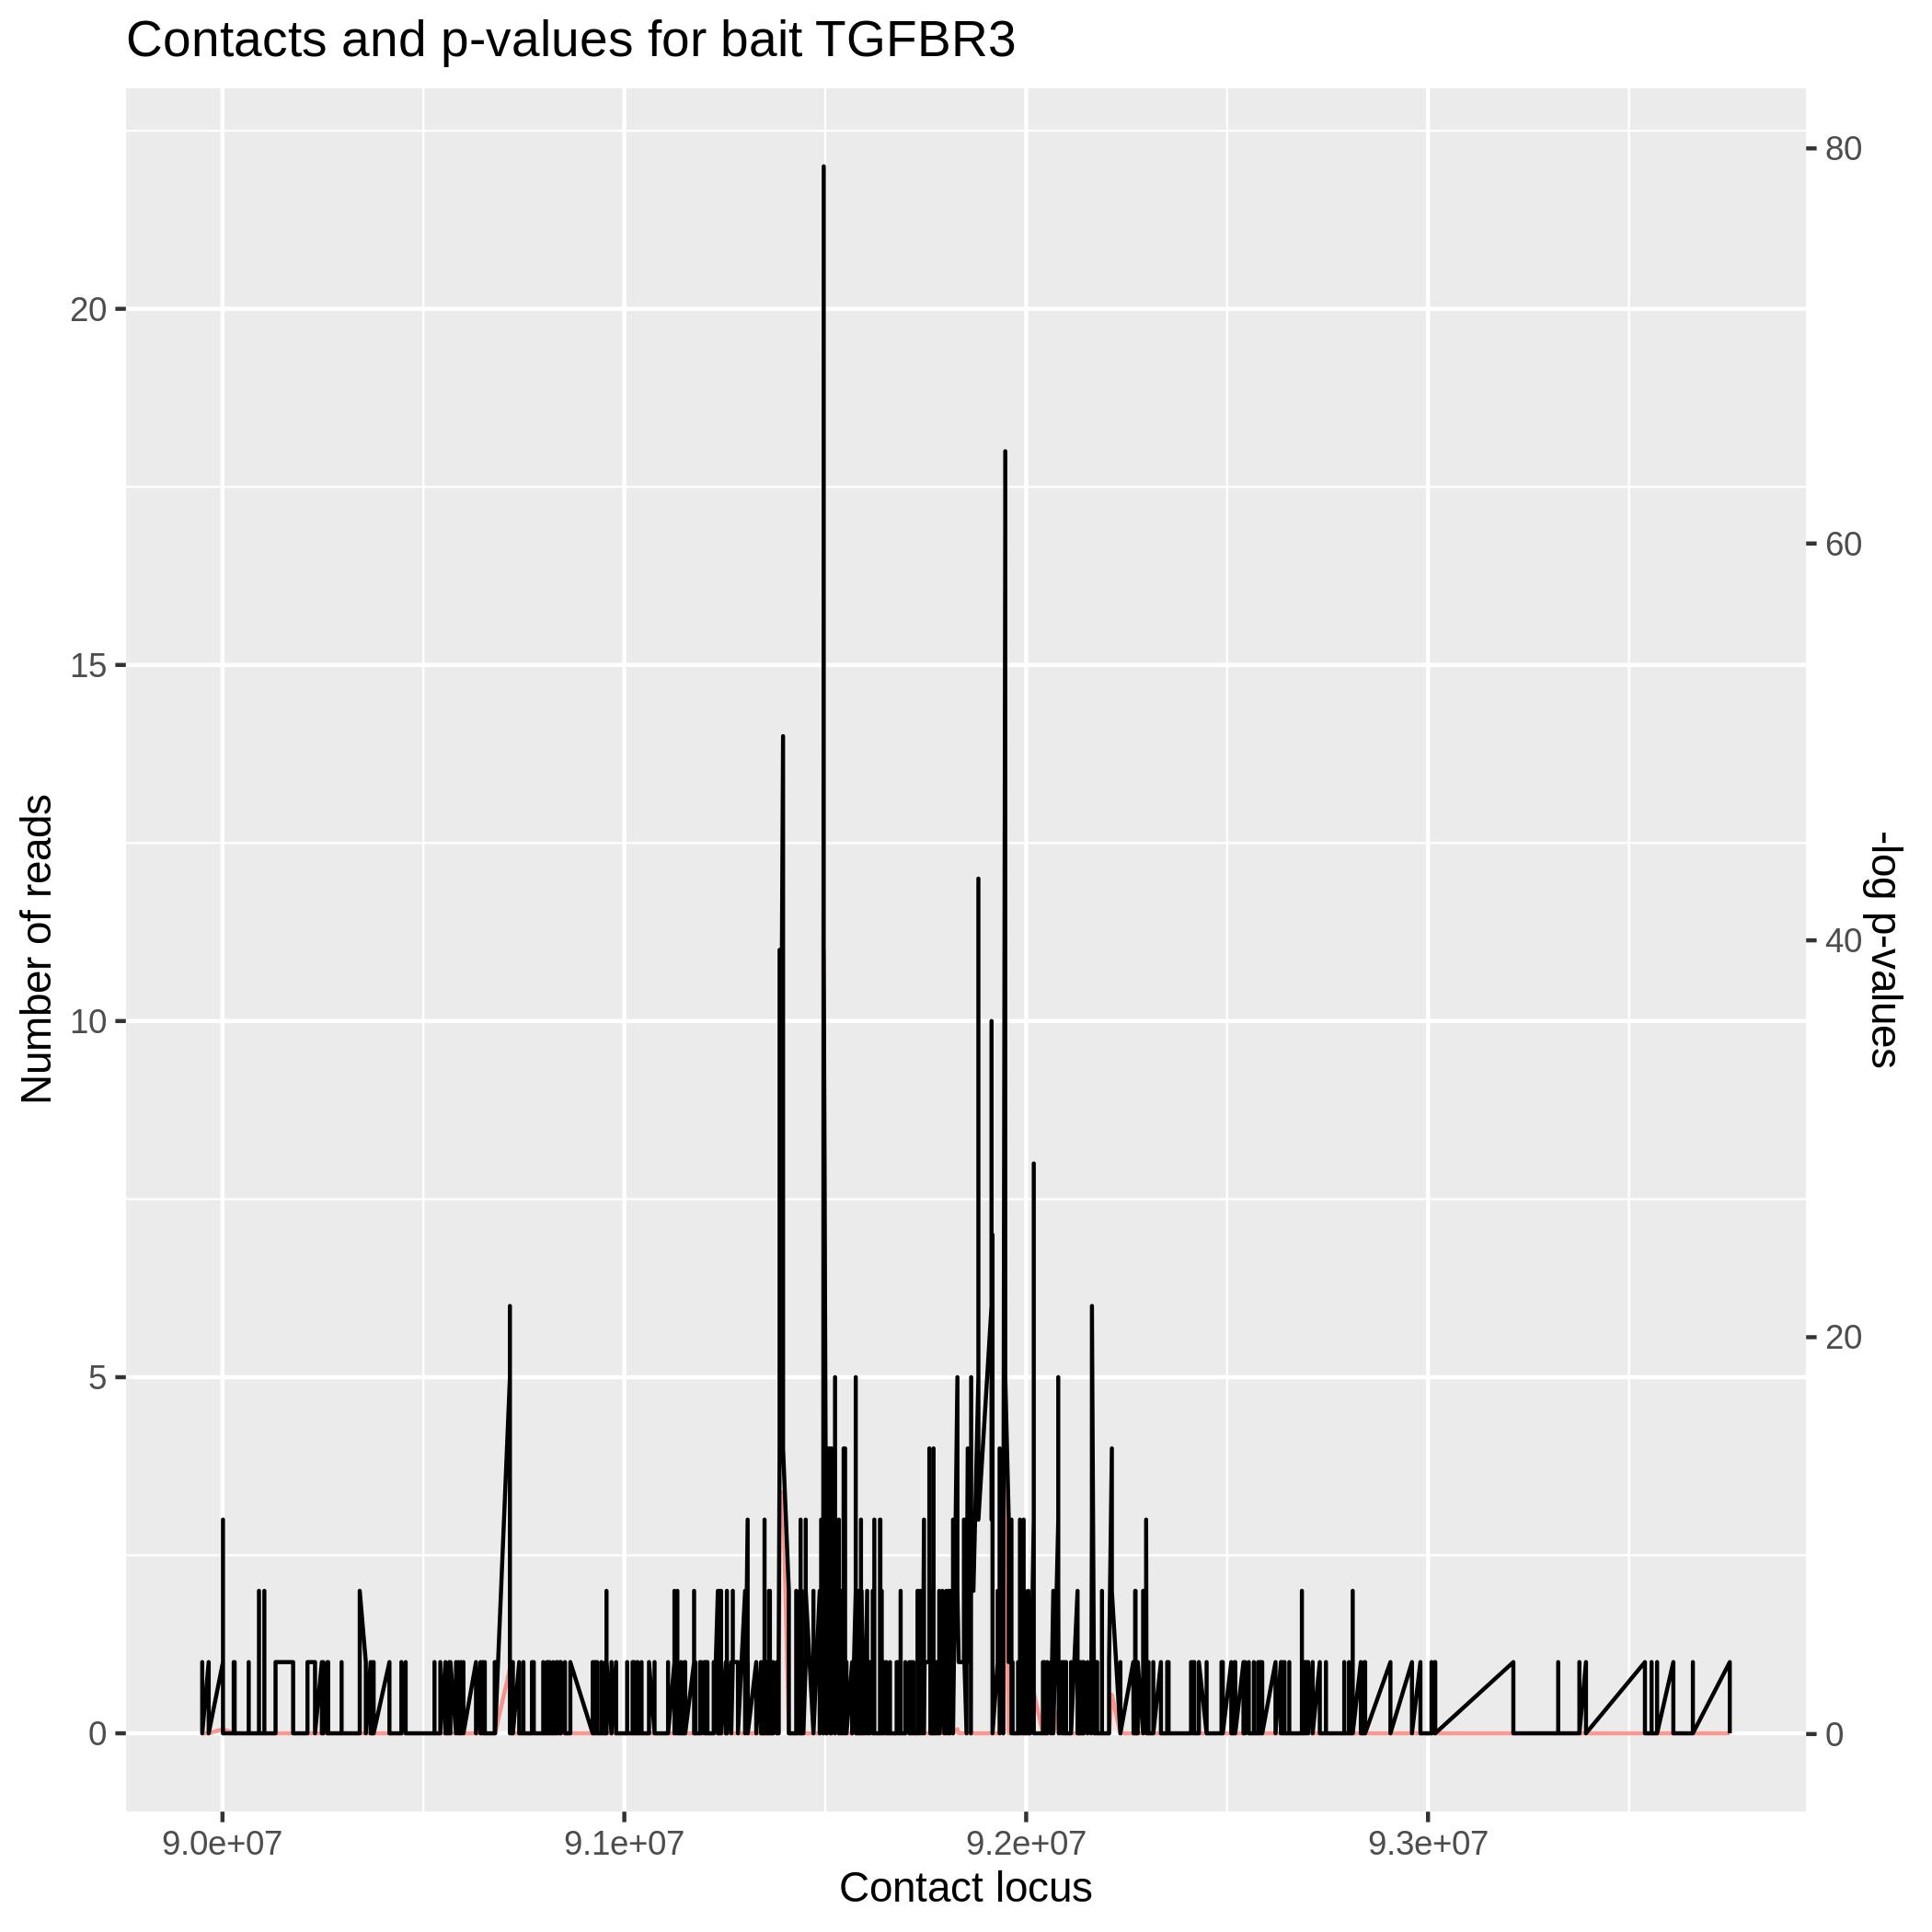 Contacts and p-values for bait TGFBR3
80
20
60
15
Number of reads
-log p-values
40
10
20
5
0
0
9.0e+07 9.1e+07 9.2e+07 9.3e+07
Contact locus